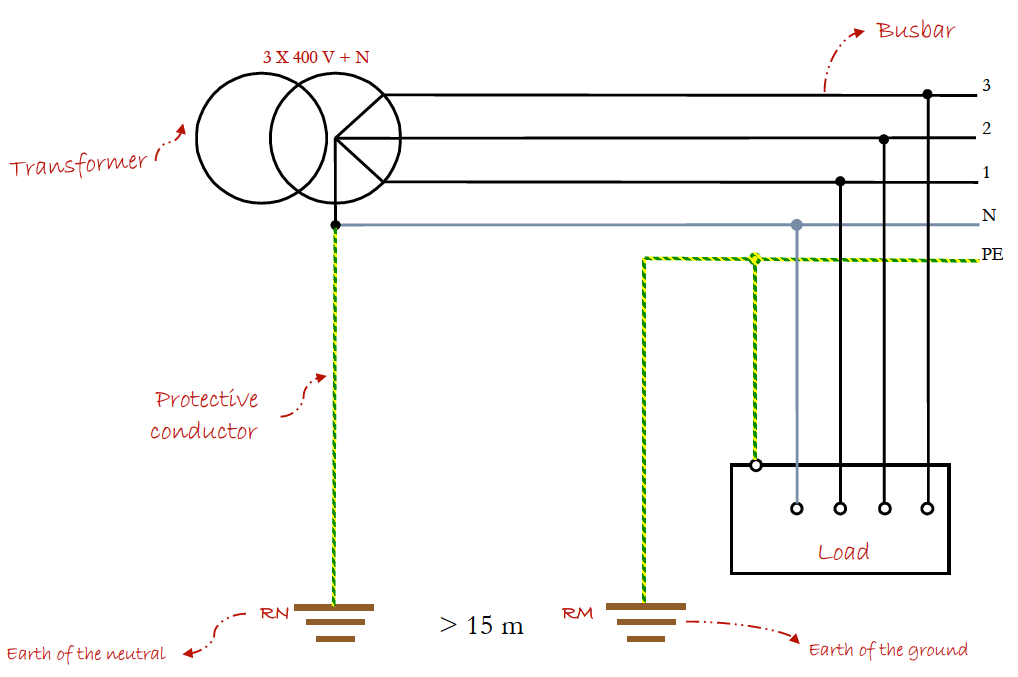 Busbar
3 X 400 V + N
3
2
1
Transformer
N
PE
Protective
conductor
Load
RN
RM
> 15 m
Earth of the neutral
Earth of the ground